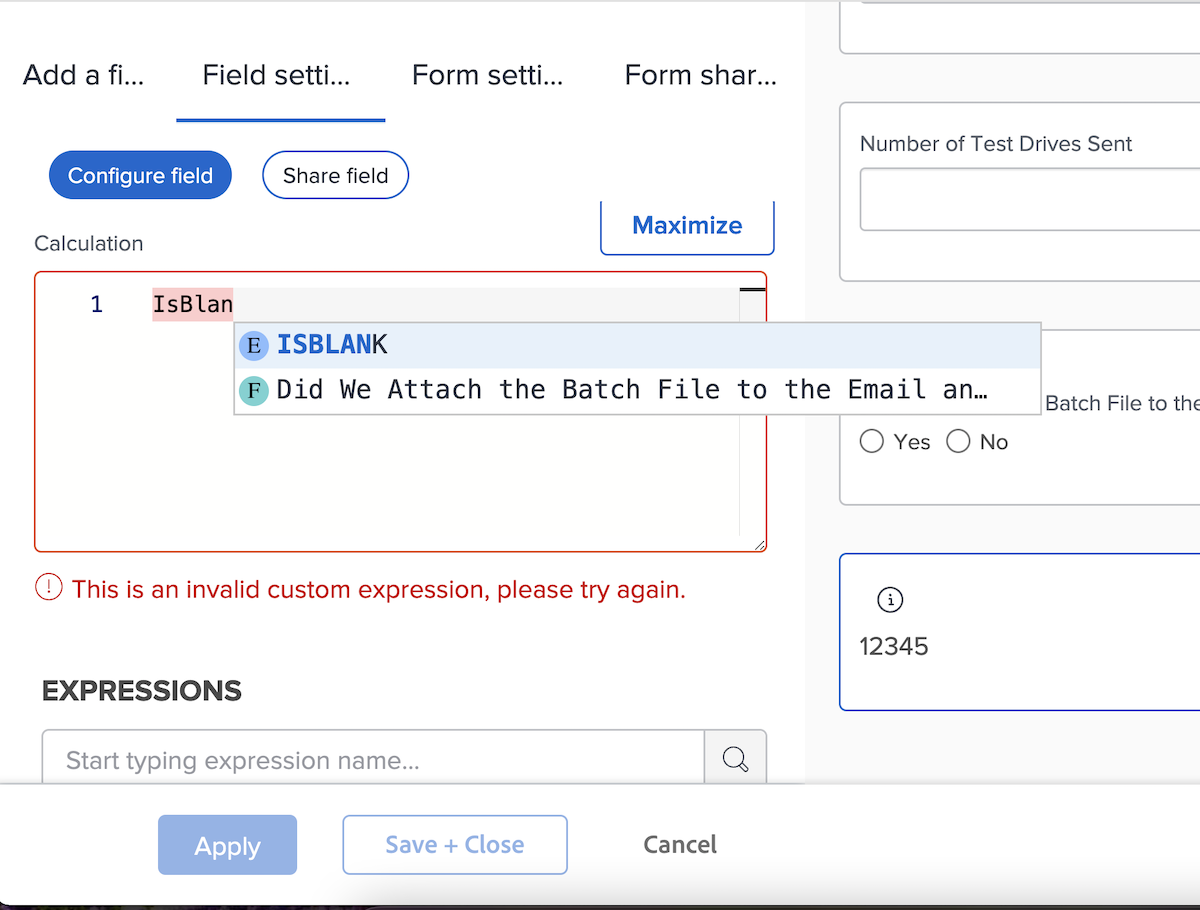 Add a fi...
Field setti...
Form setti...
Form shar...
Configure field
Share field
Maximize
Calculation
1 IsBlan
E ISBLANK
F Did We Attach the Batch File to the Email an…
This is an invalid custom expression, please try again.
EXPRESSIONS
Start typing expression name...
Apply
Save + Close
Cancel
Number of Test Drives Sent
Batch File to the
Yes
No
12345